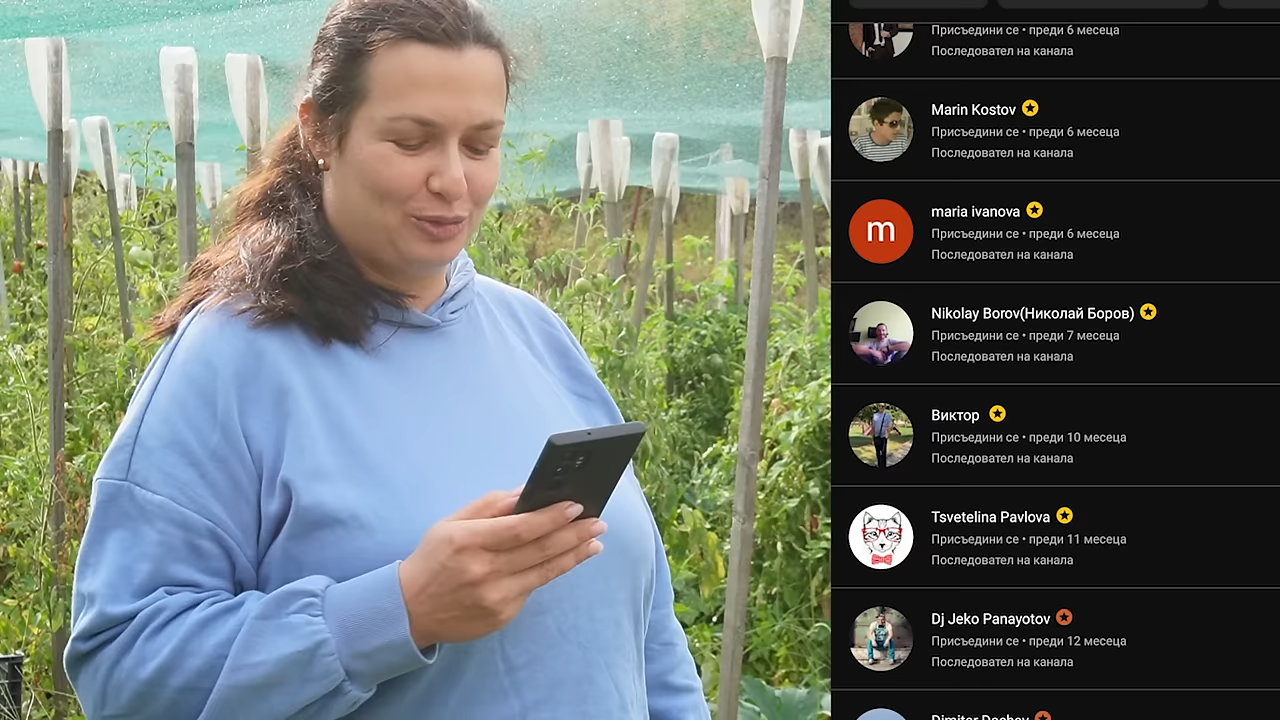 Присъедини се • преди 6 месеца
Последовател на канала
Marin Kostov
Присъедини се • преди 6 месеца
Последовател на канала
m
maria ivanova
Присъедини се • преди 6 месеца
Последовател на канала
Nikolay Borov(Николай Боров)
Присъедини се • преди 7 месеца
Последовател на канала
Виктор
Присъедини се • преди 10 месеца
Последовател на канала
Tsvetelina Pavlova
Присъедини се • преди 11 месеца
Последовател на канала
Dj Jeko Panayotov
Присъедини се • преди 12 месеца
Последовател на канала
Dimitar